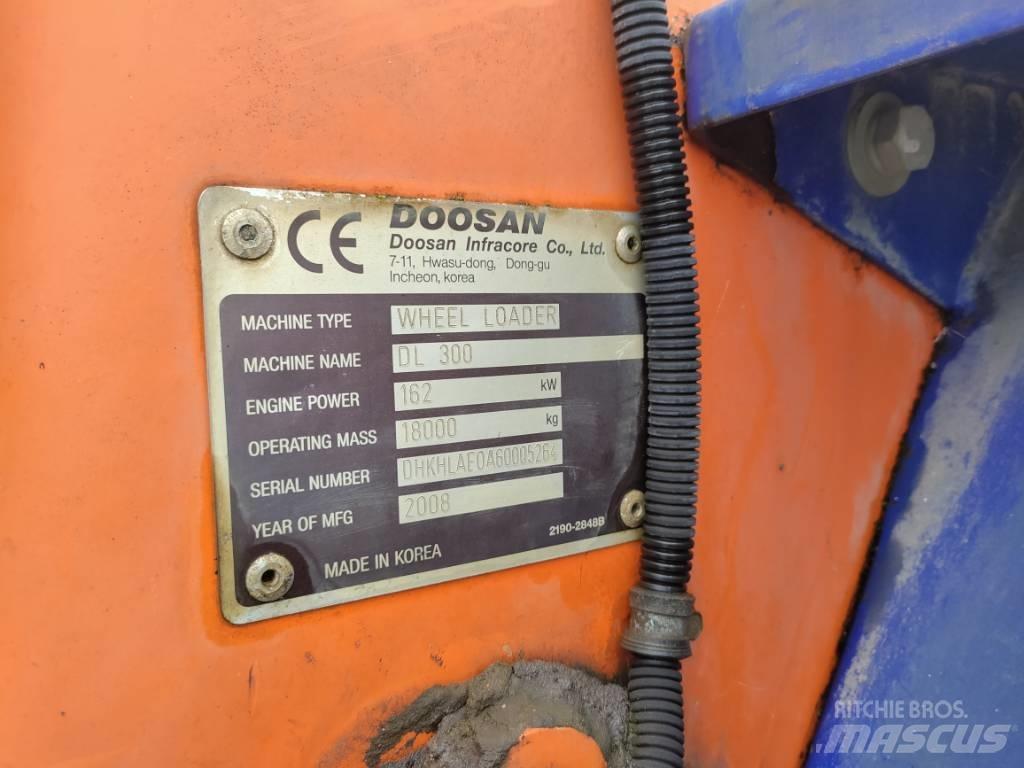 CE DOOSAN
Doosan Infracore Co., Ltd.
7-11, Hwasu-dong, Dong-gu
Incheon, korea
MACHINE TYPE WHEEL LOADER
MACHINE NAME DL 300
ENGINE POWER 162 kW
OPERATING MASS 18000 kg
SERIAL NUMBER DHKHLAEOA60005264
YEAR OF MFG 2008
2190-2848B
MADE IN KOREA
RITCHIE BROS.
MASCUS